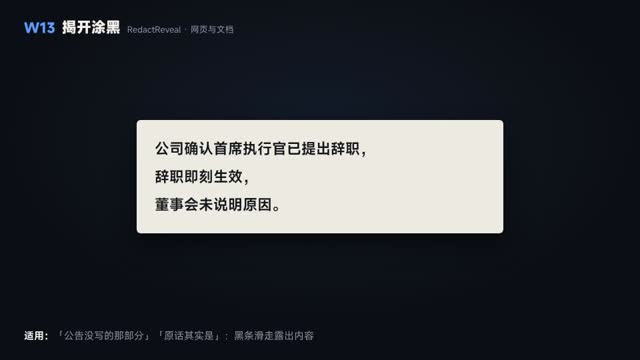 W13 揭开涂黑 RedactReveal · 网页与文档
公司确认首席执行官已提出辞职，
辞职即刻生效，
董事会未说明原因。
适用：「公告没写的那部分」「原话其实是」：黑条滑走露出内容